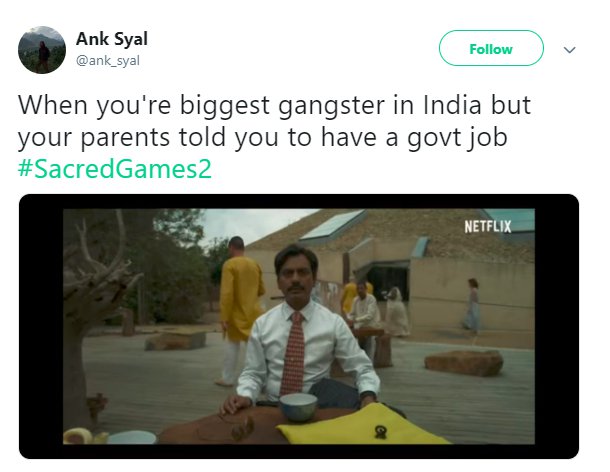 Ank Syal
@ank_syal
Follow
When you're biggest gangster in India but
your parents told you to have a govt job
#SacredGames2
NETFLIX